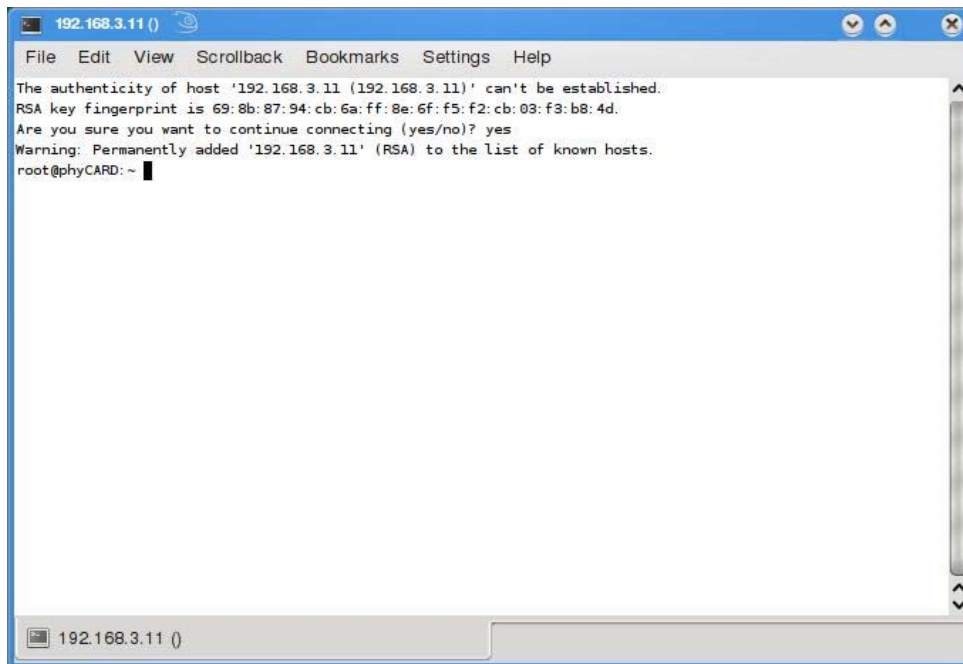 192.168.3.11 ()
File Edit View Scrollback Bookmarks Settings Help
The authenticity of host '192.168.3.11 (192.168.3.11)' can't be established.
RSA key fingerprint is 69:8b:87:94:cb:6a:ff:8e:6f:f5:f2:cb:03:f3:b8:4d.
Are you sure you want to continue connecting (yes/no)? yes
Warning: Permanently added '192.168.3.11' (RSA) to the list of known hosts.
root@phyCARD:~
192.168.3.11 ()